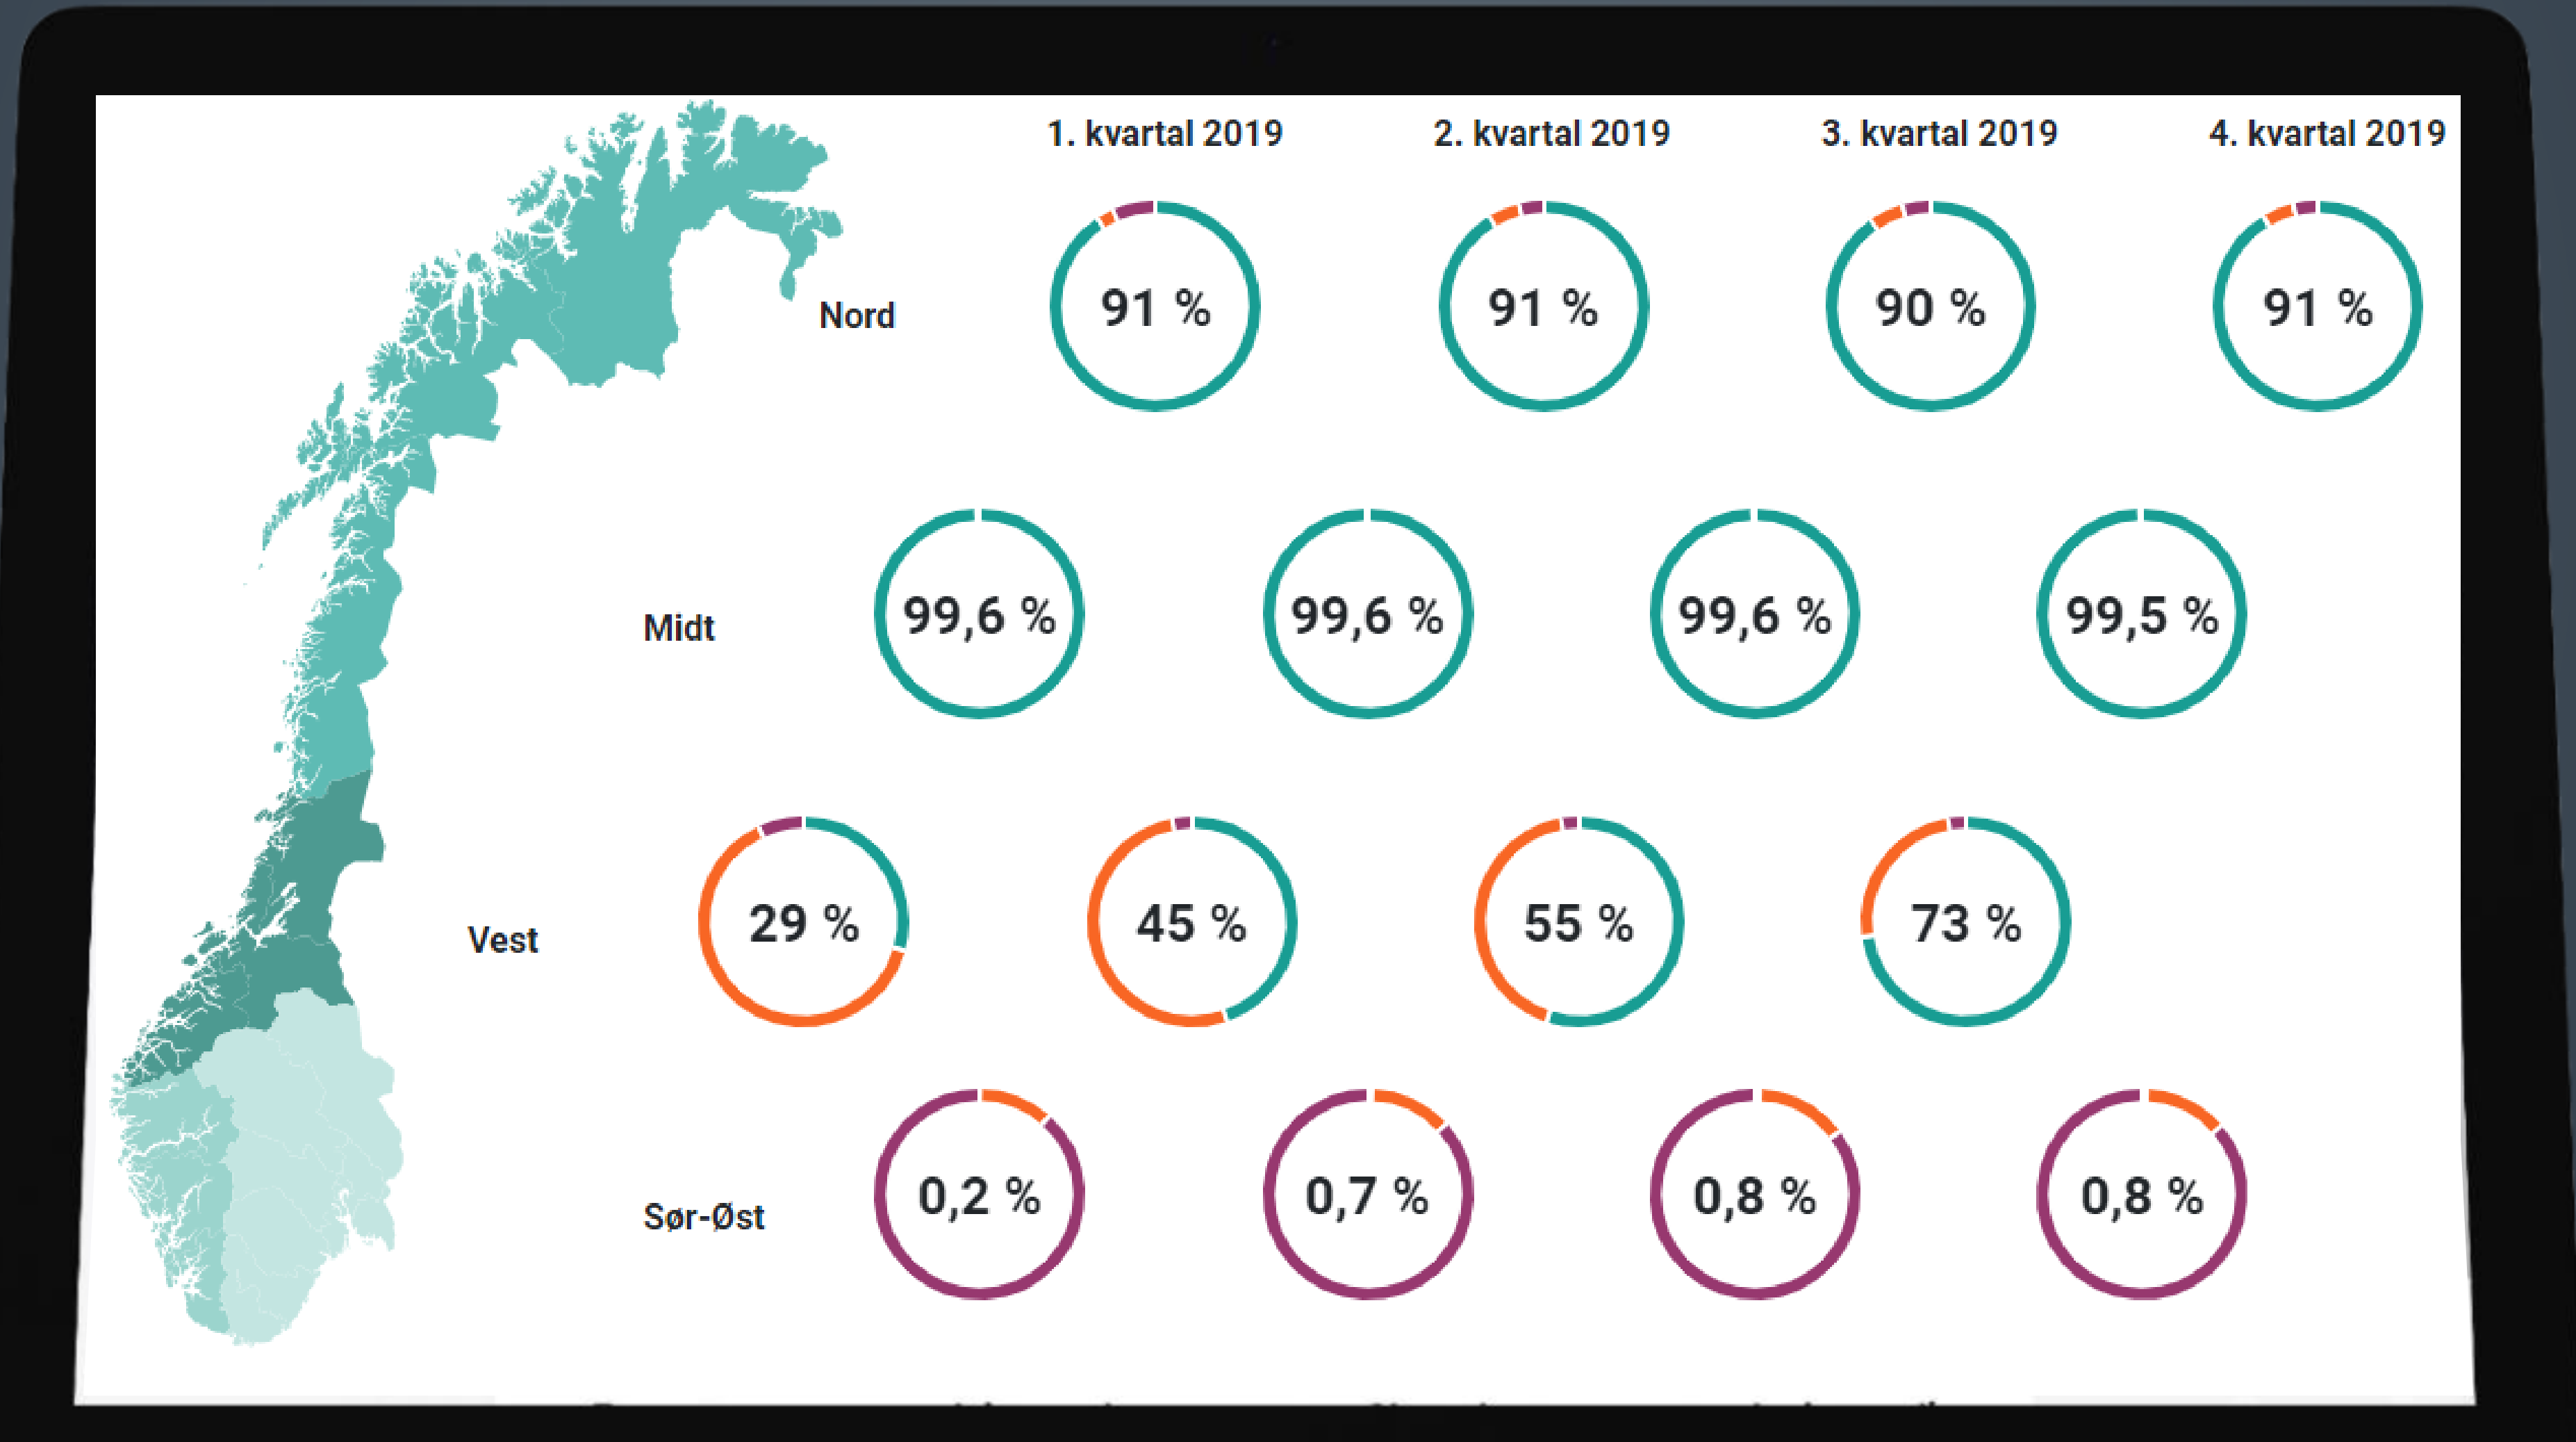 1. kvartal 2019 2. kvartal 2019 3. kvartal 2019 4. kvartal 2019
Nord 91 % 91 % 90 % 91 %
Midt 99,6 % 99,6 % 99,6 % 99,5 %
Vest 29 % 45 % 55 % 73 %
Sør-Øst 0,2 % 0,7 % 0,8 % 0,8 %